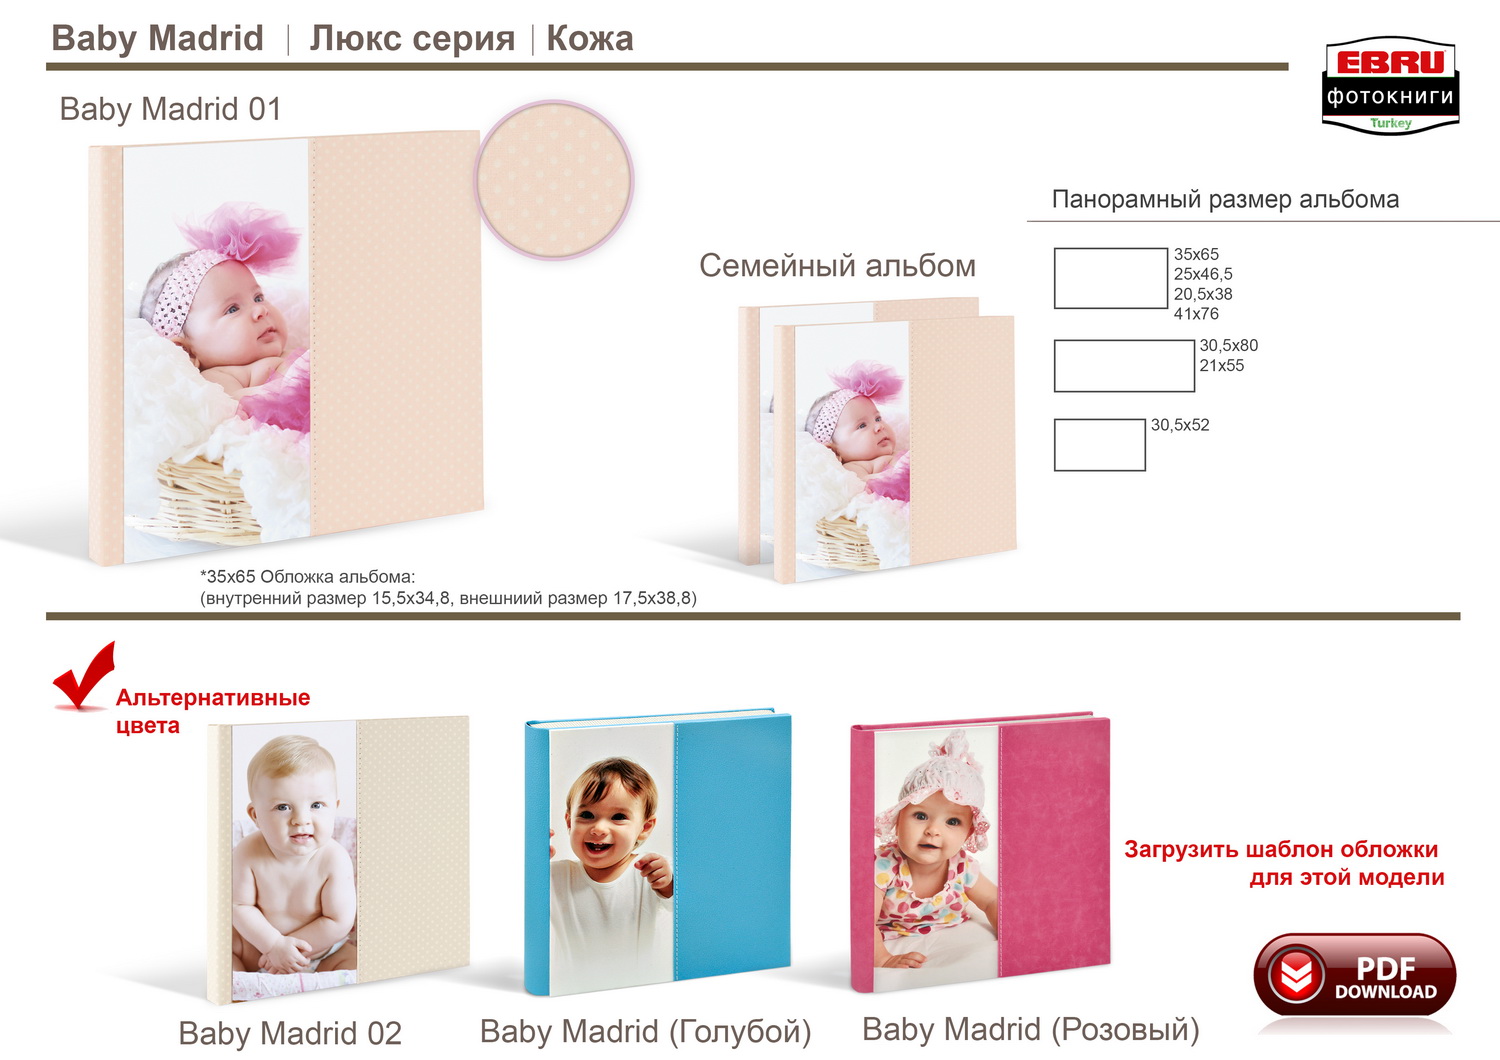 Baby Madrid | Люкс серия | Кожа
EBRU
фотокниги
Turkey
Baby Madrid 01
Панорамный размер альбома
35x65
25x46,5
20,5x38
41x76
30,5x80
21x55
30,5x52
Семейный альбом
*35x65 Обложка альбома:
(внутренний размер 15,5x34,8, внешниий размер 17,5x38,8)
Альтернативные
цвета
Загрузить шаблон обложки
для этой модели
PDF
DOWNLOAD
Baby Madrid 02
Baby Madrid (Голубой)
Baby Madrid (Розовый)